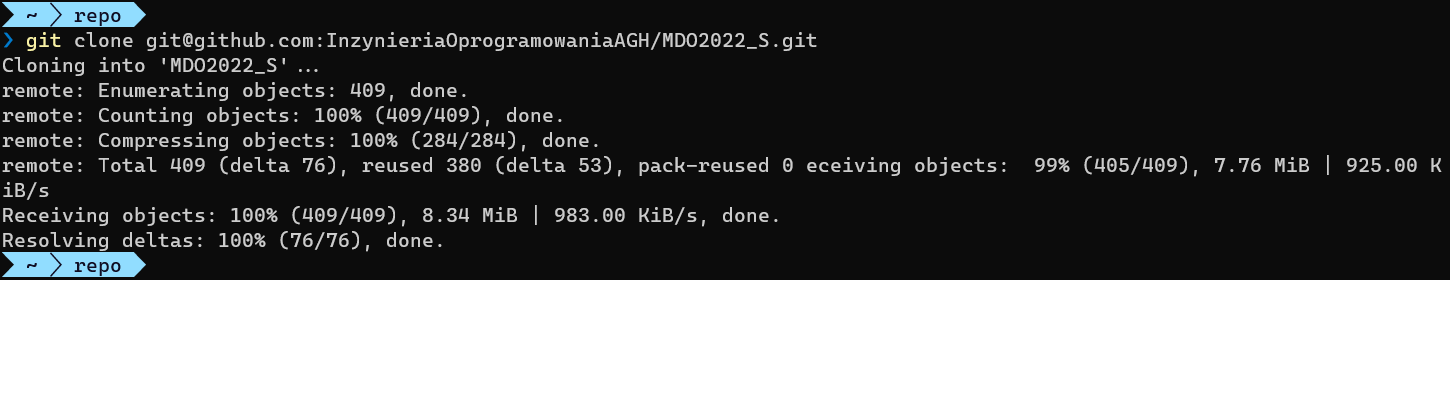 ~ repo
❯ git clone git@github.com:InzynieriaOprogramowaniaAGH/MDO2022_S.git
Cloning into 'MDO2022_S'...
remote: Enumerating objects: 409, done.
remote: Counting objects: 100% (409/409), done.
remote: Compressing objects: 100% (284/284), done.
remote: Total 409 (delta 76), reused 380 (delta 53), pack-reused 0 eceiving objects:  99% (405/409), 7.76 MiB | 925.00 K
iB/s
Receiving objects: 100% (409/409), 8.34 MiB | 983.00 KiB/s, done.
Resolving deltas: 100% (76/76), done.
~ repo